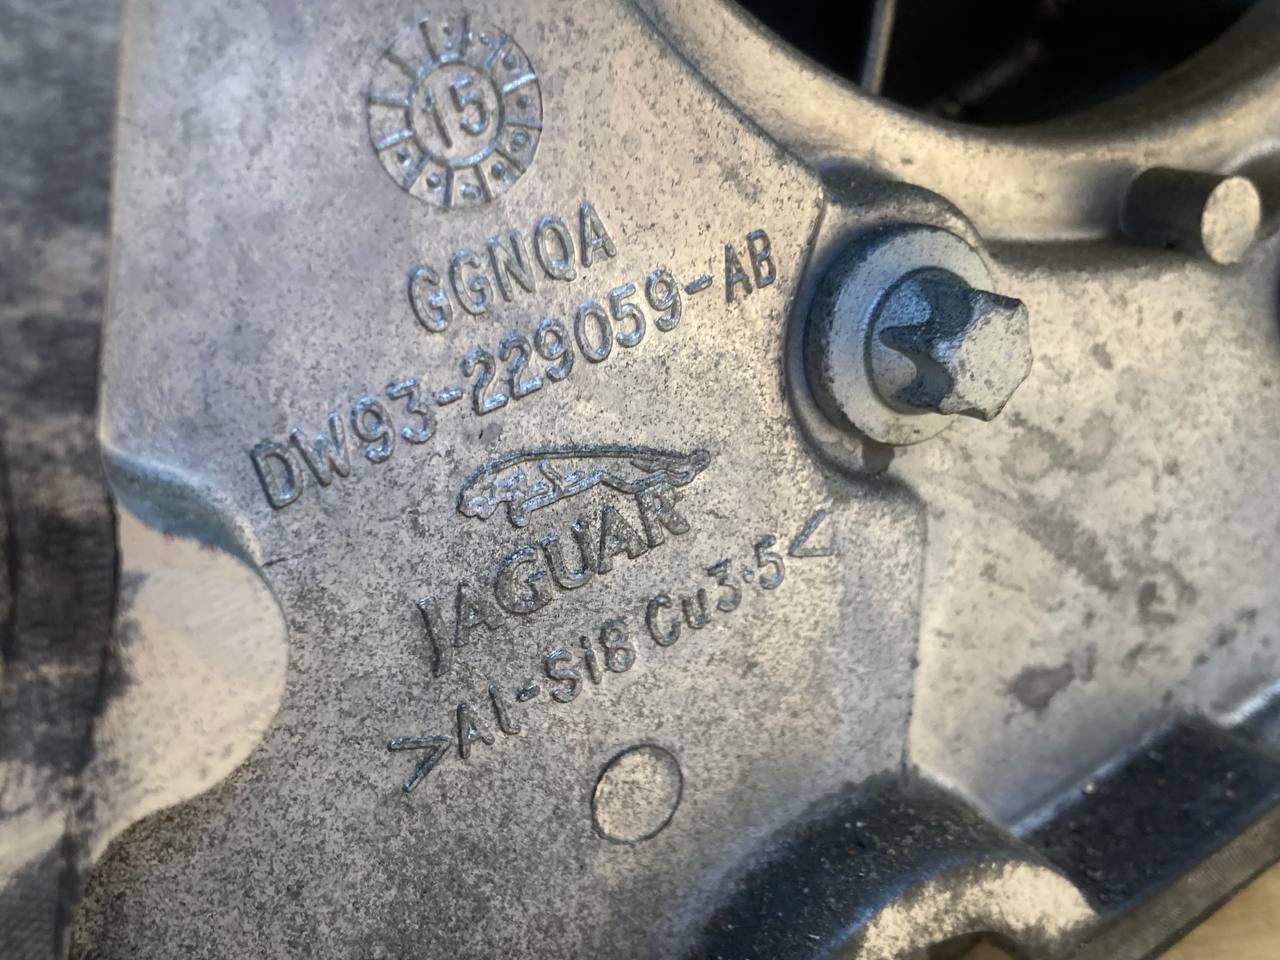 15
GGNQA
DW93-229059-AB
JAGUAR
>Al-Si8 Cu3·5<